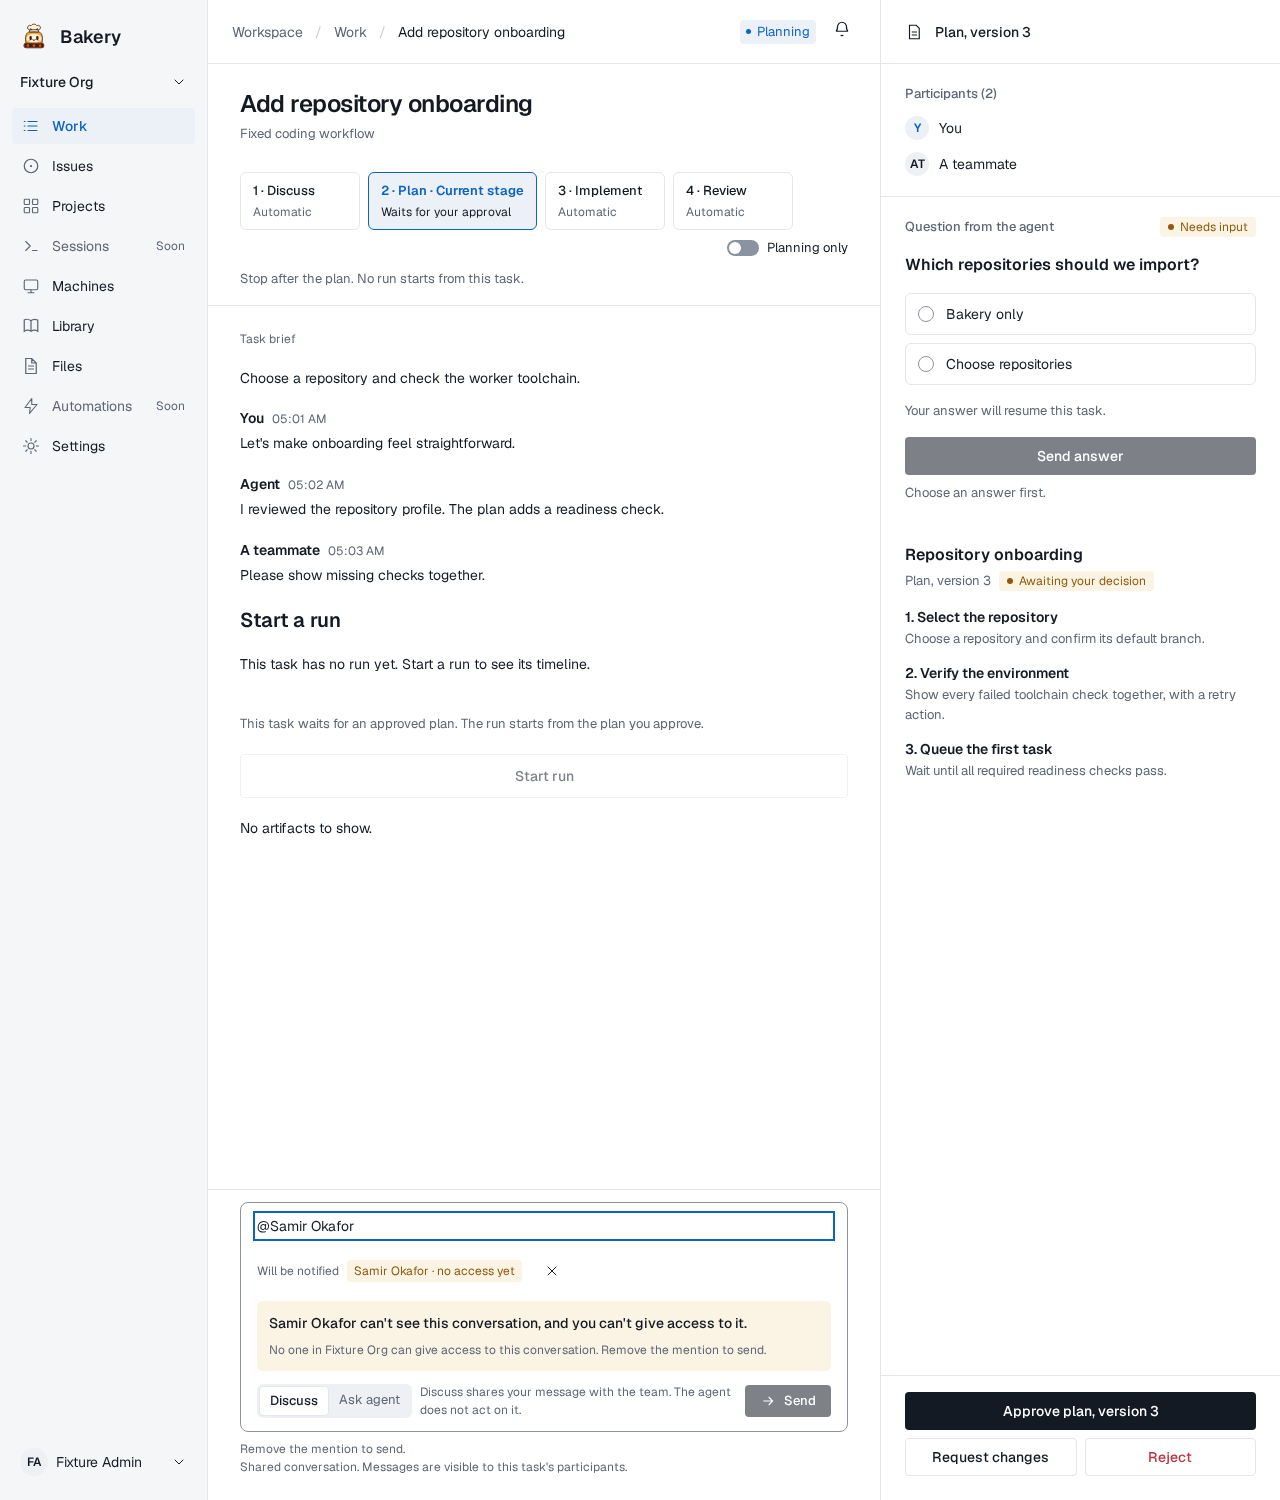 Bakery
Fixture Org
Work
Issues
Projects
Sessions Soon
Machines
Library
Files
Automations Soon
Settings
FA Fixture Admin
Workspace / Work / Add repository onboarding
Planning
Add repository onboarding
Fixed coding workflow
1 · Discuss
Automatic
2 · Plan · Current stage
Waits for your approval
3 · Implement
Automatic
4 · Review
Automatic
Planning only
Stop after the plan. No run starts from this task.
Task brief
Choose a repository and check the worker toolchain.
You 05:01 AM
Let's make onboarding feel straightforward.
Agent 05:02 AM
I reviewed the repository profile. The plan adds a readiness check.
A teammate 05:03 AM
Please show missing checks together.
Start a run
This task has no run yet. Start a run to see its timeline.
This task waits for an approved plan. The run starts from the plan you approve.
Start run
No artifacts to show.
@Samir Okafor
Will be notified Samir Okafor · no access yet
Samir Okafor can't see this conversation, and you can't give access to it.
No one in Fixture Org can give access to this conversation. Remove the mention to send.
Discuss Ask agent
Discuss shares your message with the team. The agent
does not act on it.
Send
Remove the mention to send.
Shared conversation. Messages are visible to this task's participants.
Plan, version 3
Participants (2)
Y You
AT A teammate
Question from the agent Needs input
Which repositories should we import?
Bakery only
Choose repositories
Your answer will resume this task.
Send answer
Choose an answer first.
Repository onboarding
Plan, version 3 Awaiting your decision
1. Select the repository
Choose a repository and confirm its default branch.
2. Verify the environment
Show every failed toolchain check together, with a retry
action.
3. Queue the first task
Wait until all required readiness checks pass.
Approve plan, version 3
Request changes Reject